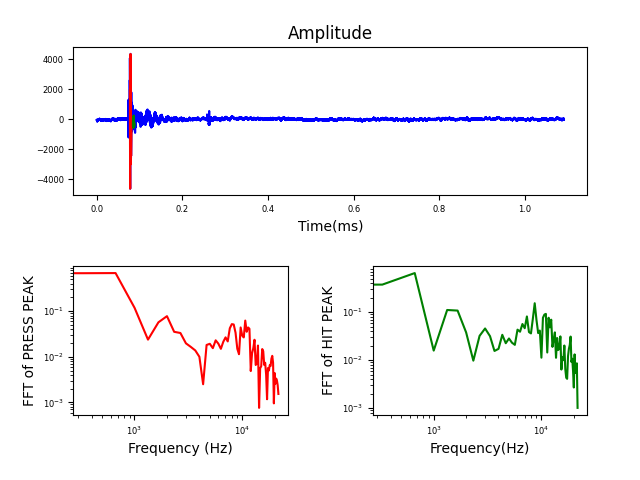 Amplitude
4000
2000
0
−2000
−4000
0.0 0.2 0.4 0.6 0.8 1.0
Time(ms)
FFT of PRESS PEAK
10⁻¹
10⁻²
10⁻³
10³ 10⁴
Frequency (Hz)
FFT of HIT PEAK
10⁻¹
10⁻²
10⁻³
10³ 10⁴
Frequency(Hz)